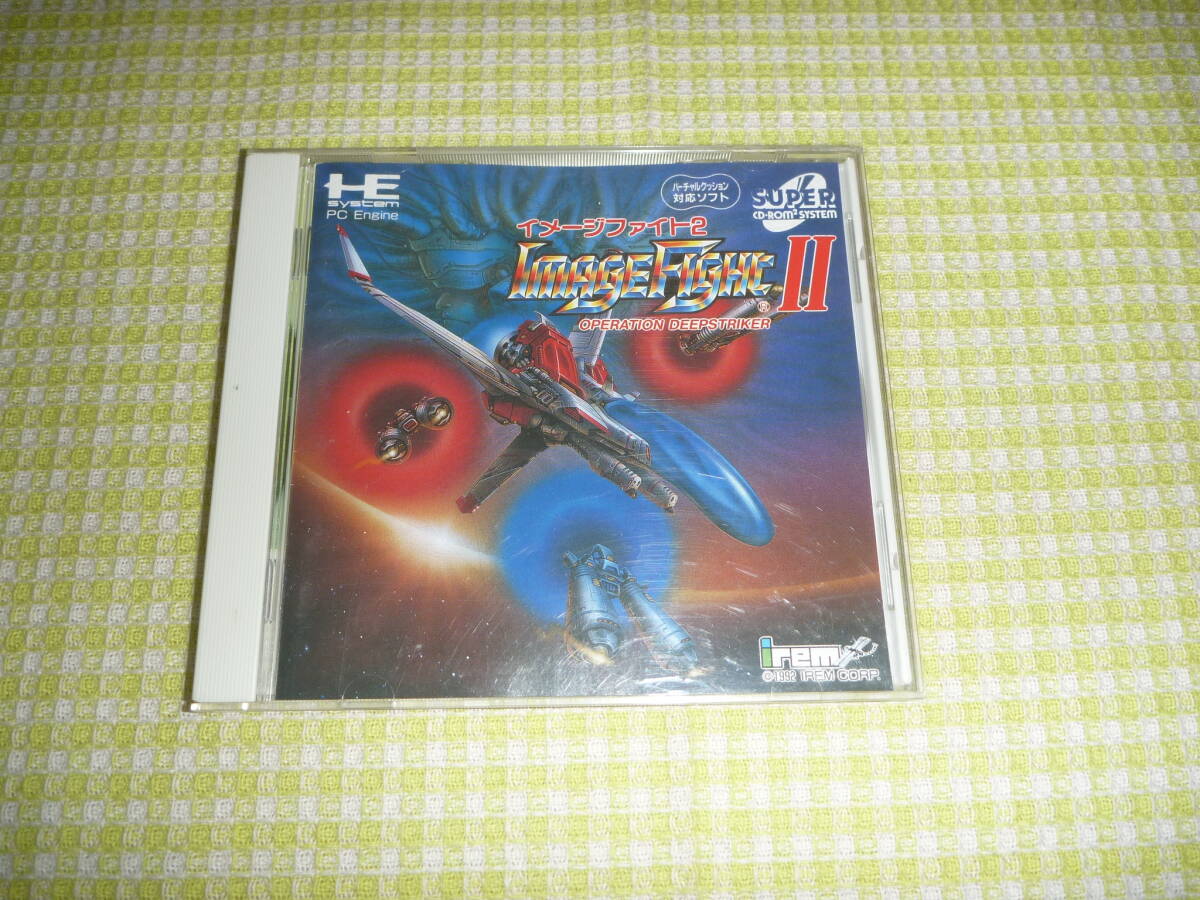 HE
system
PC Engine
バーチャルクッション
対応ソフト
SUPER
CD-ROM² SYSTEM
イメージファイト2
IMAGEFIGHT II
OPERATION DEEPSTRIKER
irem
©1992 IREM CORP.